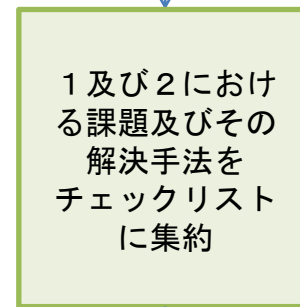 １及び２におけ
る課題及びその
解決手法を
チェックリスト
に集約